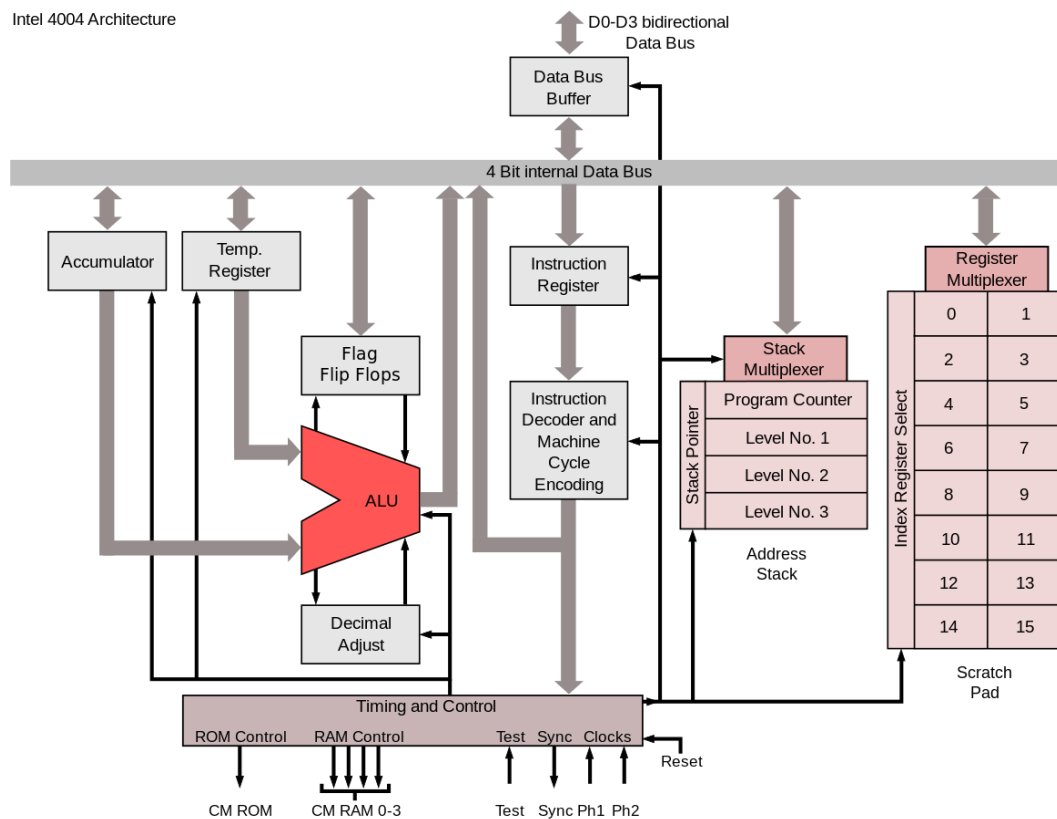 Intel 4004 Architecture
D0-D3 bidirectional
Data Bus
Data Bus
Buffer
4 Bit internal Data Bus
Accumulator
Temp.
Register
Flag
Flip Flops
ALU
Decimal
Adjust
Instruction
Register
Instruction
Decoder and
Machine
Cycle
Encoding
Stack
Multiplexer
Stack Pointer
Program Counter
Level No. 1
Level No. 2
Level No. 3
Address
Stack
Register
Multiplexer
Index Register Select
0 1
2 3
4 5
6 7
8 9
10 11
12 13
14 15
Scratch
Pad
Timing and Control
ROM Control RAM Control Test Sync Clocks
Reset
CM ROM CM RAM 0-3 Test Sync Ph1 Ph2